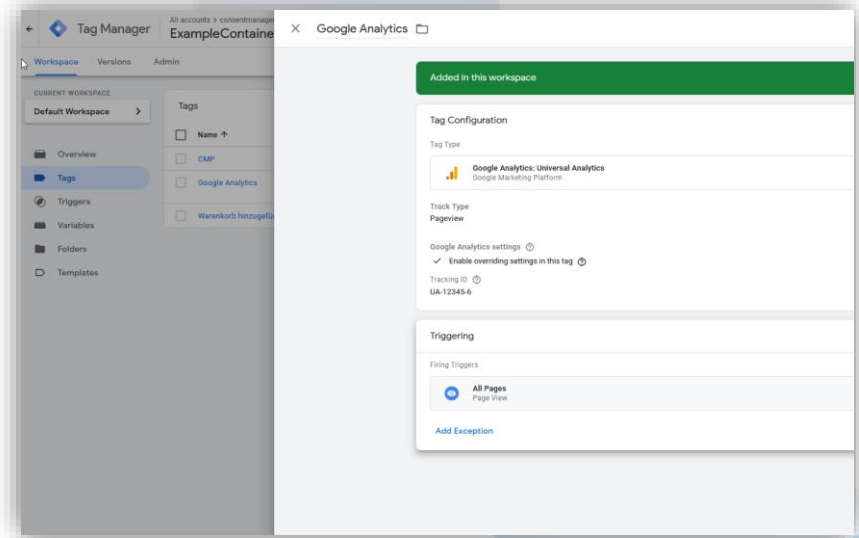 Tag Manager
All accounts > consentmanager
ExampleContaine
Google Analytics
Workspace Versions Admin
CURRENT WORKSPACE
Default Workspace
Overview
Tags
Triggers
Variables
Folders
Templates
Tags
Name
CMP
Google Analytics
Warenkorb hinzugefü
Added in this workspace
Tag Configuration
Tag Type
Google Analytics: Universal Analytics
Google Marketing Platform
Track Type
Pageview
Google Analytics settings
Enable overriding settings in this tag
Tracking ID
UA-12345-6
Triggering
Firing Triggers
All Pages
Page View
Add Exception